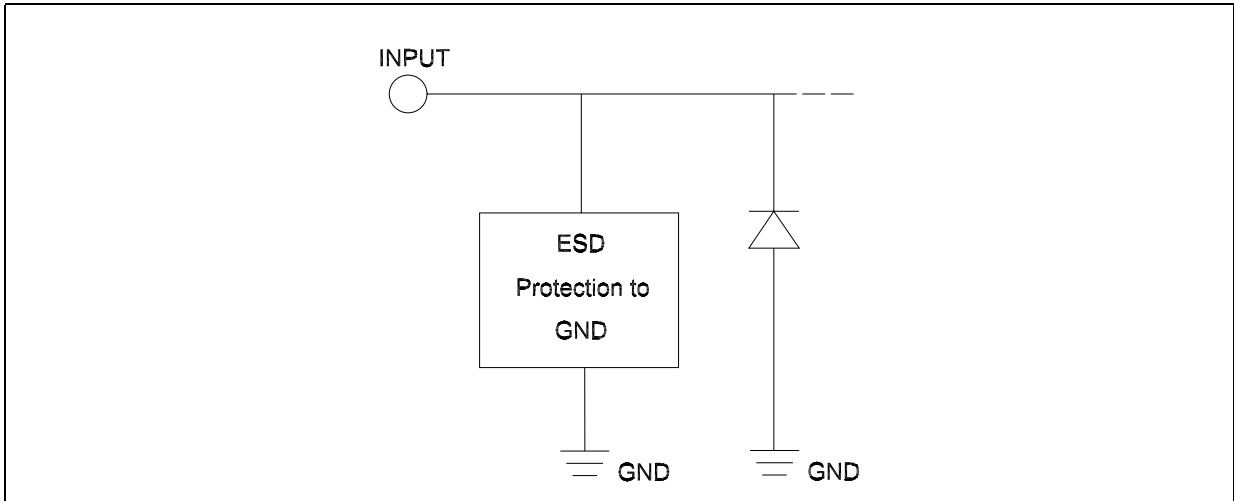 INPUT
ESD
Protection to
GND
GND
GND